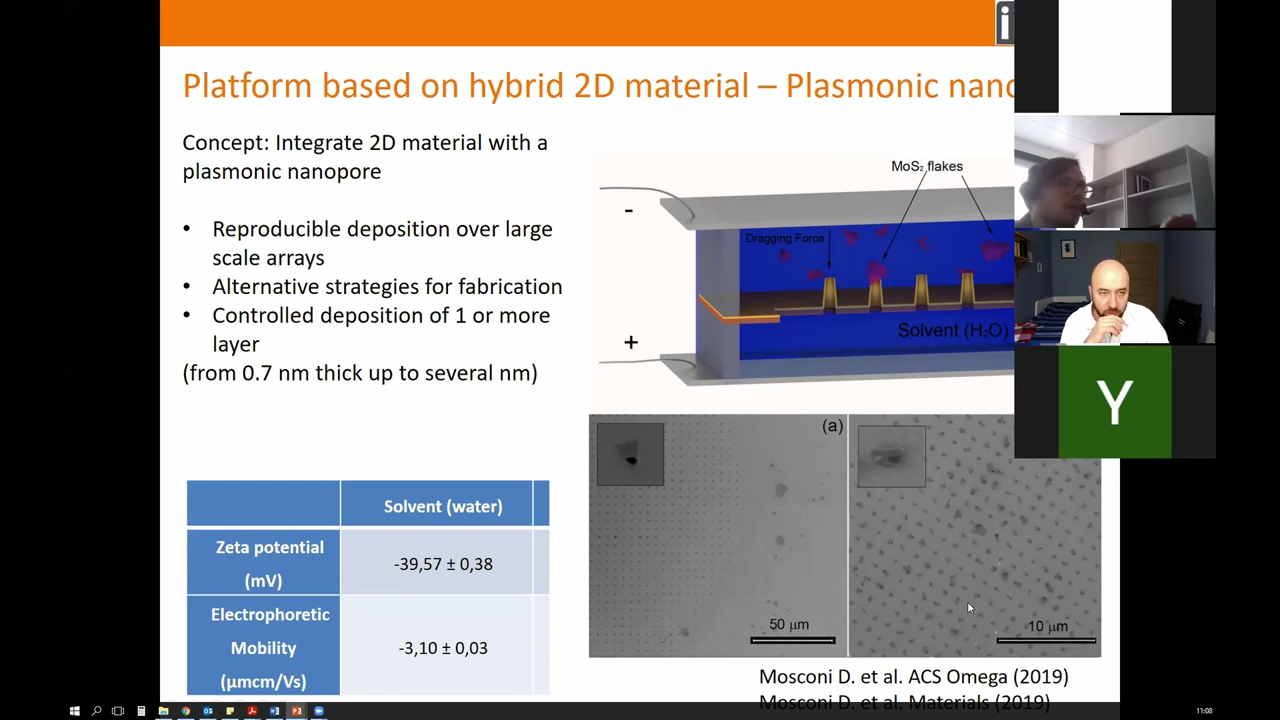 Platform based on hybrid 2D material – Plasmonic nano
Concept: Integrate 2D material with a
plasmonic nanopore
• Reproducible deposition over large
scale arrays
• Alternative strategies for fabrication
• Controlled deposition of 1 or more
layer
(from 0.7 nm thick up to several nm)
MoS₂ flakes
-
Dragging Force
Solvent (H₂O)
+
(a)
50 μm
10 μm
Solvent (water)
Zeta potential
(mV)
-39,57 ± 0,38
Electrophoretic
Mobility
(μmcm/Vs)
-3,10 ± 0,03
Mosconi D. et al. ACS Omega (2019)
Mosconi D. et al. Materials (2019)
Y
11:08